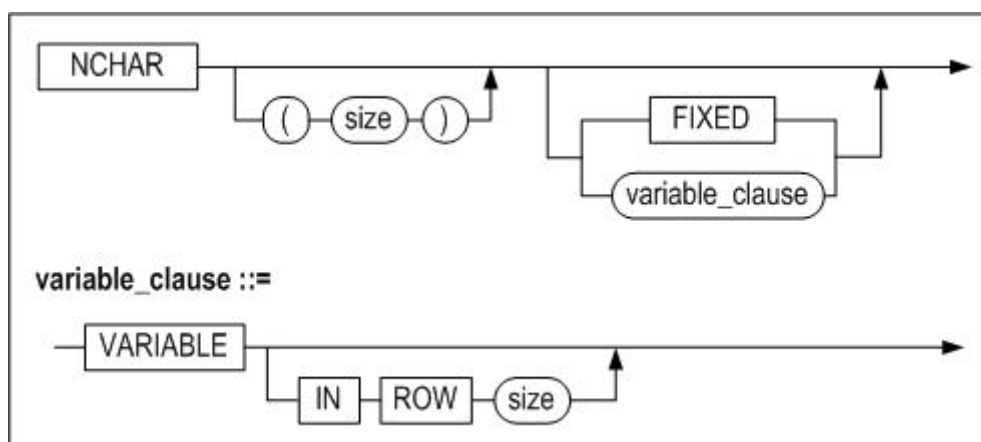 NCHAR
( size )
FIXED
variable_clause
variable_clause ::=
VARIABLE
IN ROW size